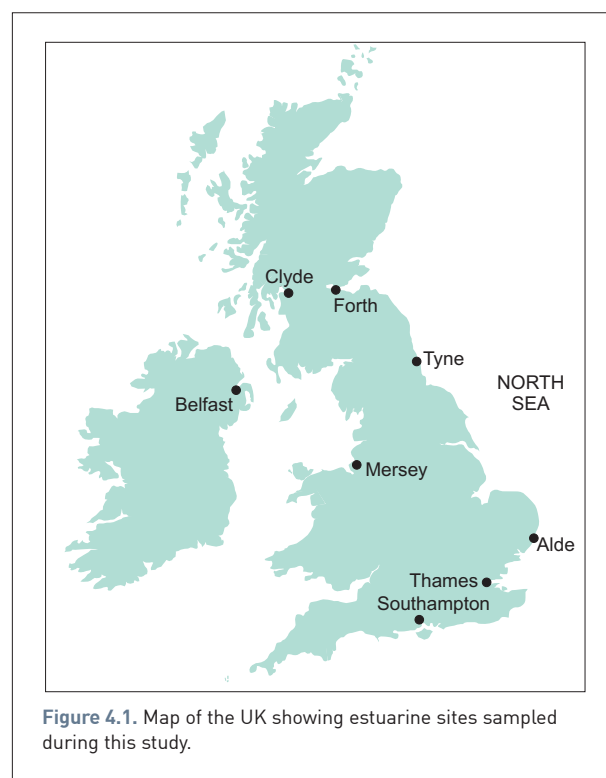 Clyde
Forth
Tyne
NORTH
SEA
Belfast
Mersey
Alde
Thames
Southampton
Figure 4.1. Map of the UK showing estuarine sites sampled
during this study.